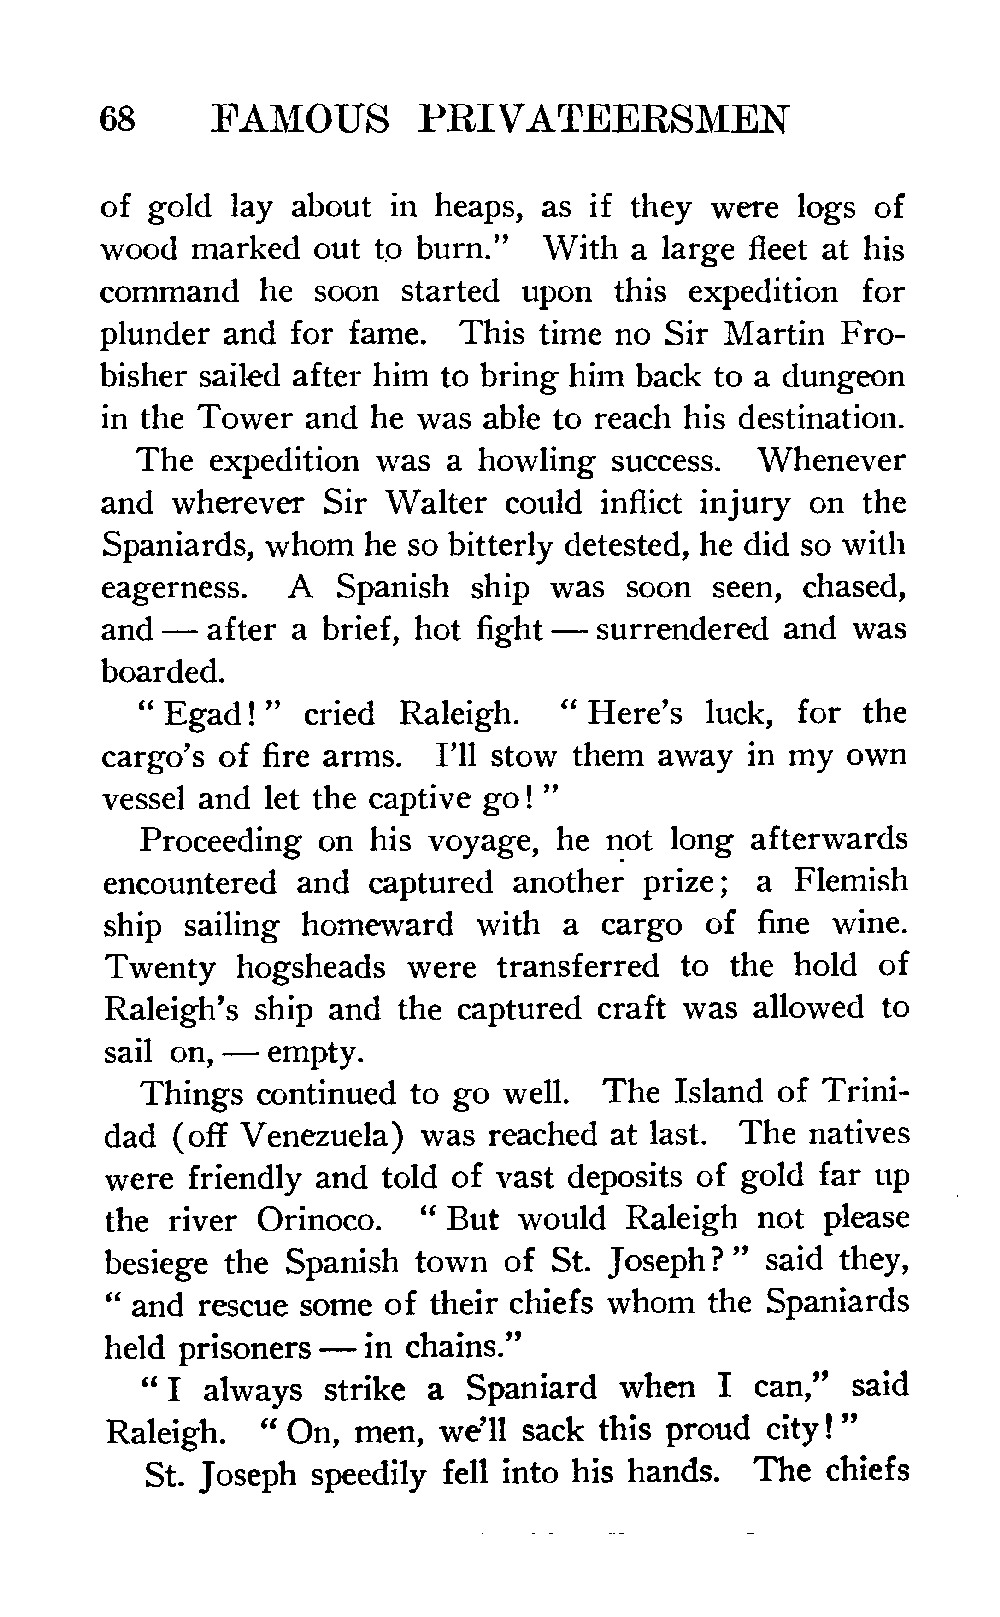 68 FAMOUS PRIVATEERSMEN
of gold lay about in heaps, as if they were logs of
wood marked out to burn." With a large fleet at his
command he soon started upon this expedition for
plunder and for fame. This time no Sir Martin Fro-
bisher sailed after him to bring him back to a dungeon
in the Tower and he was able to reach his destination.
The expedition was a howling success. Whenever
and wherever Sir Walter could inflict injury on the
Spaniards, whom he so bitterly detested, he did so with
eagerness. A Spanish ship was soon seen, chased,
and — after a brief, hot fight — surrendered and was
boarded.
" Egad! " cried Raleigh. " Here's luck, for the
cargo's of fire arms. I'll stow them away in my own
vessel and let the captive go! "
Proceeding on his voyage, he not long afterwards
encountered and captured another prize; a Flemish
ship sailing homeward with a cargo of fine wine.
Twenty hogsheads were transferred to the hold of
Raleigh's ship and the captured craft was allowed to
sail on, — empty.
Things continued to go well. The Island of Trini-
dad (off Venezuela) was reached at last. The natives
were friendly and told of vast deposits of gold far up
the river Orinoco. " But would Raleigh not please
besiege the Spanish town of St. Joseph? " said they,
" and rescue some of their chiefs whom the Spaniards
held prisoners — in chains."
" I always strike a Spaniard when I can," said
Raleigh. " On, men, we'll sack this proud city! "
St. Joseph speedily fell into his hands. The chiefs